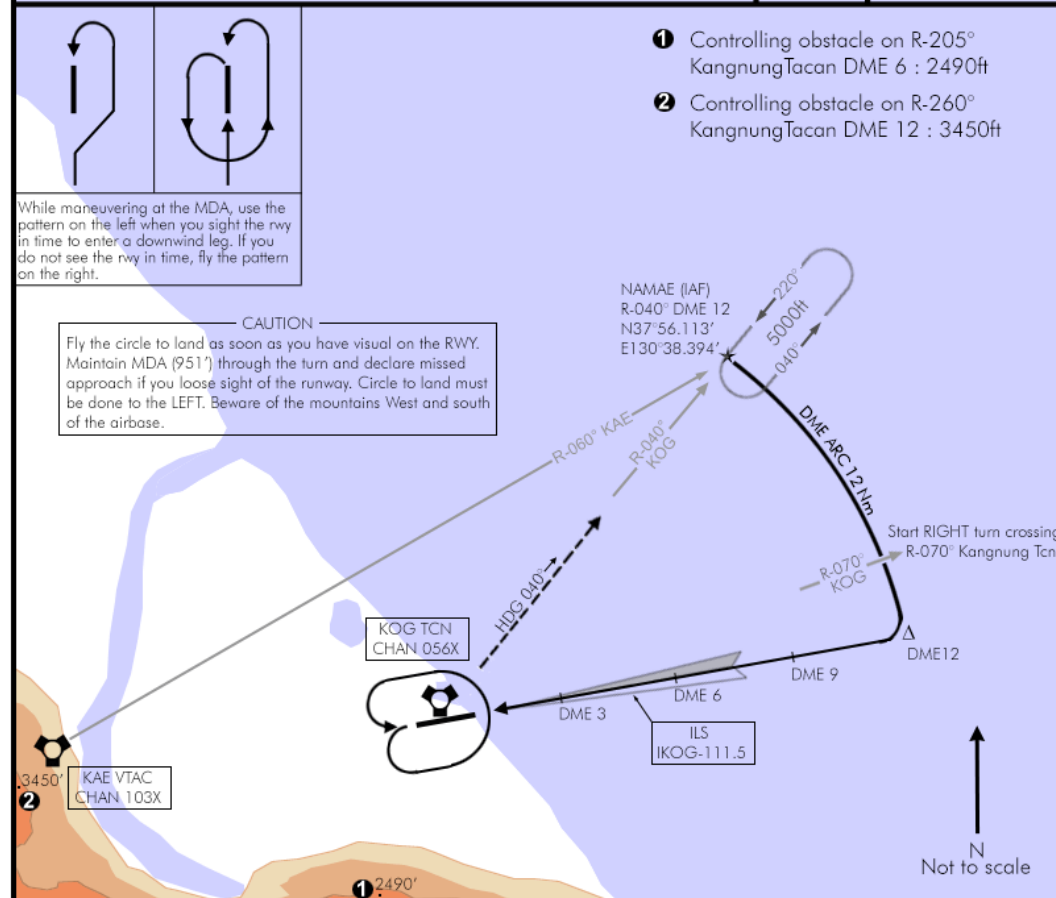 ❶ Controlling obstacle on R-205°
KangnungTacan DME 6 : 2490ft
❷ Controlling obstacle on R-260°
KangnungTacan DME 12 : 3450ft
While maneuvering at the MDA, use the
pattern on the left when you sight the rwy
in time to enter a downwind leg. If you
do not see the rwy in time, fly the pattern
on the right.
CAUTION
Fly the circle to land as soon as you have visual on the RWY.
Maintain MDA (951') through the turn and declare missed
approach if you loose sight of the runway. Circle to land must
be done to the LEFT. Beware of the mountains West and south
of the airbase.
NAMAE (IAF)
R-040° DME 12
N37°56.113'
E130°38.394'
220°
5000ft
040°
R-060° KAE
R-040°
KOG
DME ARC 12 Nm
Start RIGHT turn crossing
R-070° Kangnung Tcn
R-070°
KOG
HDG 040°
KOG TCN
CHAN 056X
DME12
DME 9
DME 6
DME 3
ILS
IKOG-111.5
KAE VTAC
CHAN 103X
3450'
❷
❶ 2490'
N
Not to scale